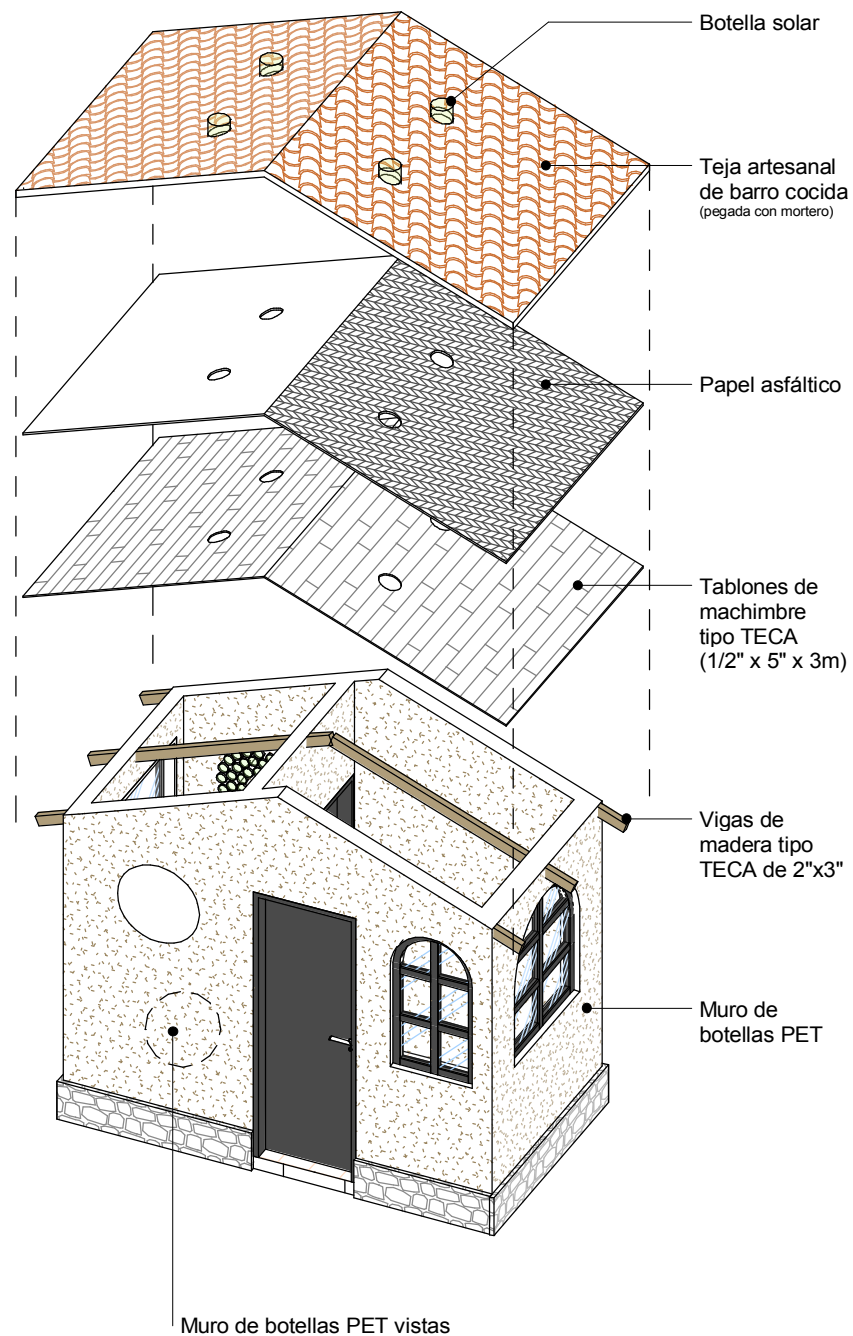 Botella solar
Teja artesanal
de barro cocida
(pegada con mortero)
Papel asfáltico
Tablones de
machimbre
tipo TECA
(1/2" x 5" x 3m)
Vigas de
madera tipo
TECA de 2"x3"
Muro de
botellas PET
Muro de botellas PET vistas